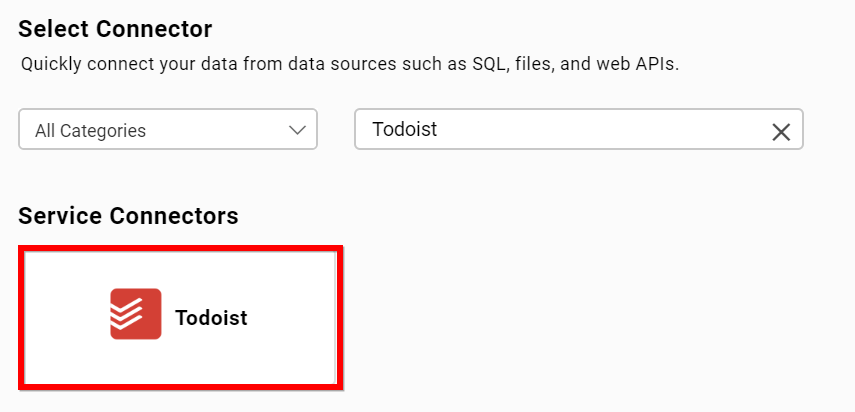 Select Connector
Quickly connect your data from data sources such as SQL, files, and web APIs.
All Categories
Todoist
Service Connectors
Todoist